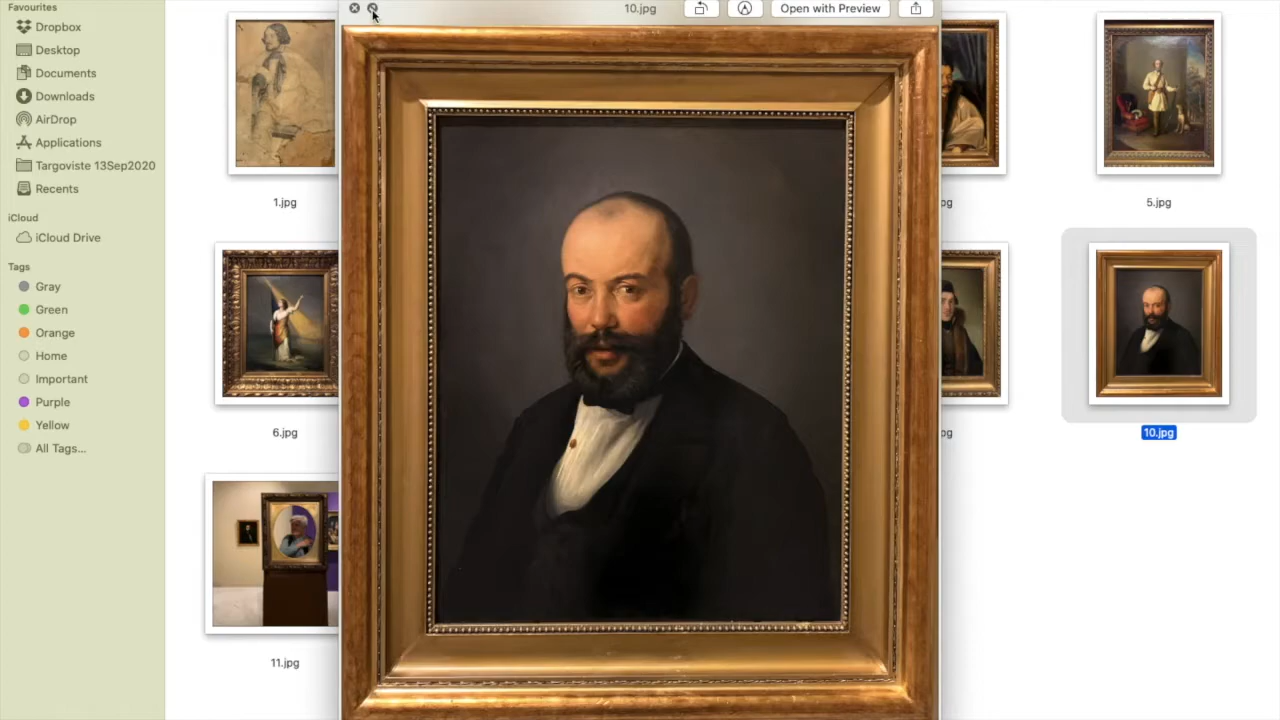 Favourites
Dropbox
Desktop
Documents
Downloads
AirDrop
Applications
Targoviste 13Sep2020
Recents
iCloud
iCloud Drive
Tags
Gray
Green
Orange
Home
Important
Purple
Yellow
All Tags...
10.jpg
Open with Preview
1.jpg
pg
5.jpg
6.jpg
pg
10.jpg
11.jpg